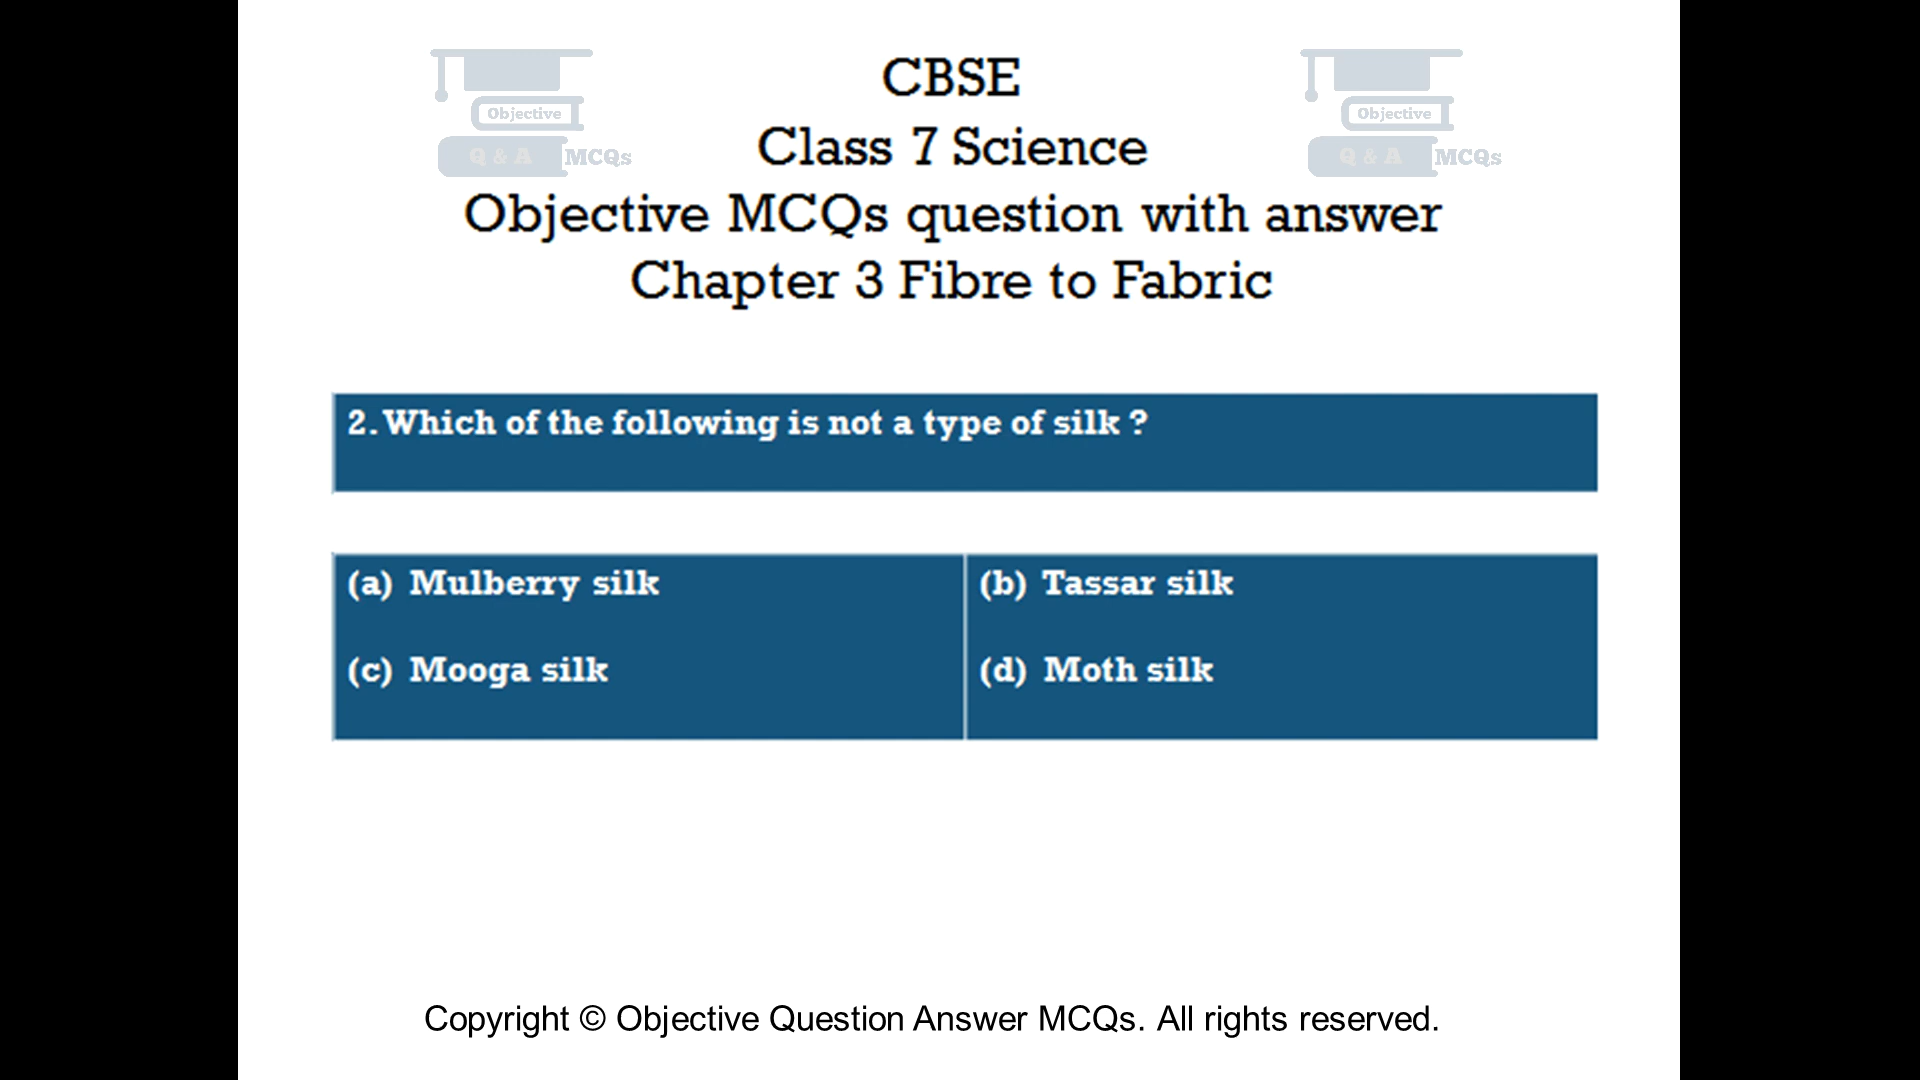 CBSE
Class 7 Science
Objective MCQs question with answer
Chapter 3 Fibre to Fabric
Objective
Q & A MCQs
Objective
Q & A MCQs
2. Which of the following is not a type of silk ?
(a) Mulberry silk
(b) Tassar silk
(c) Mooga silk
(d) Moth silk
Copyright © Objective Question Answer MCQs. All rights reserved.